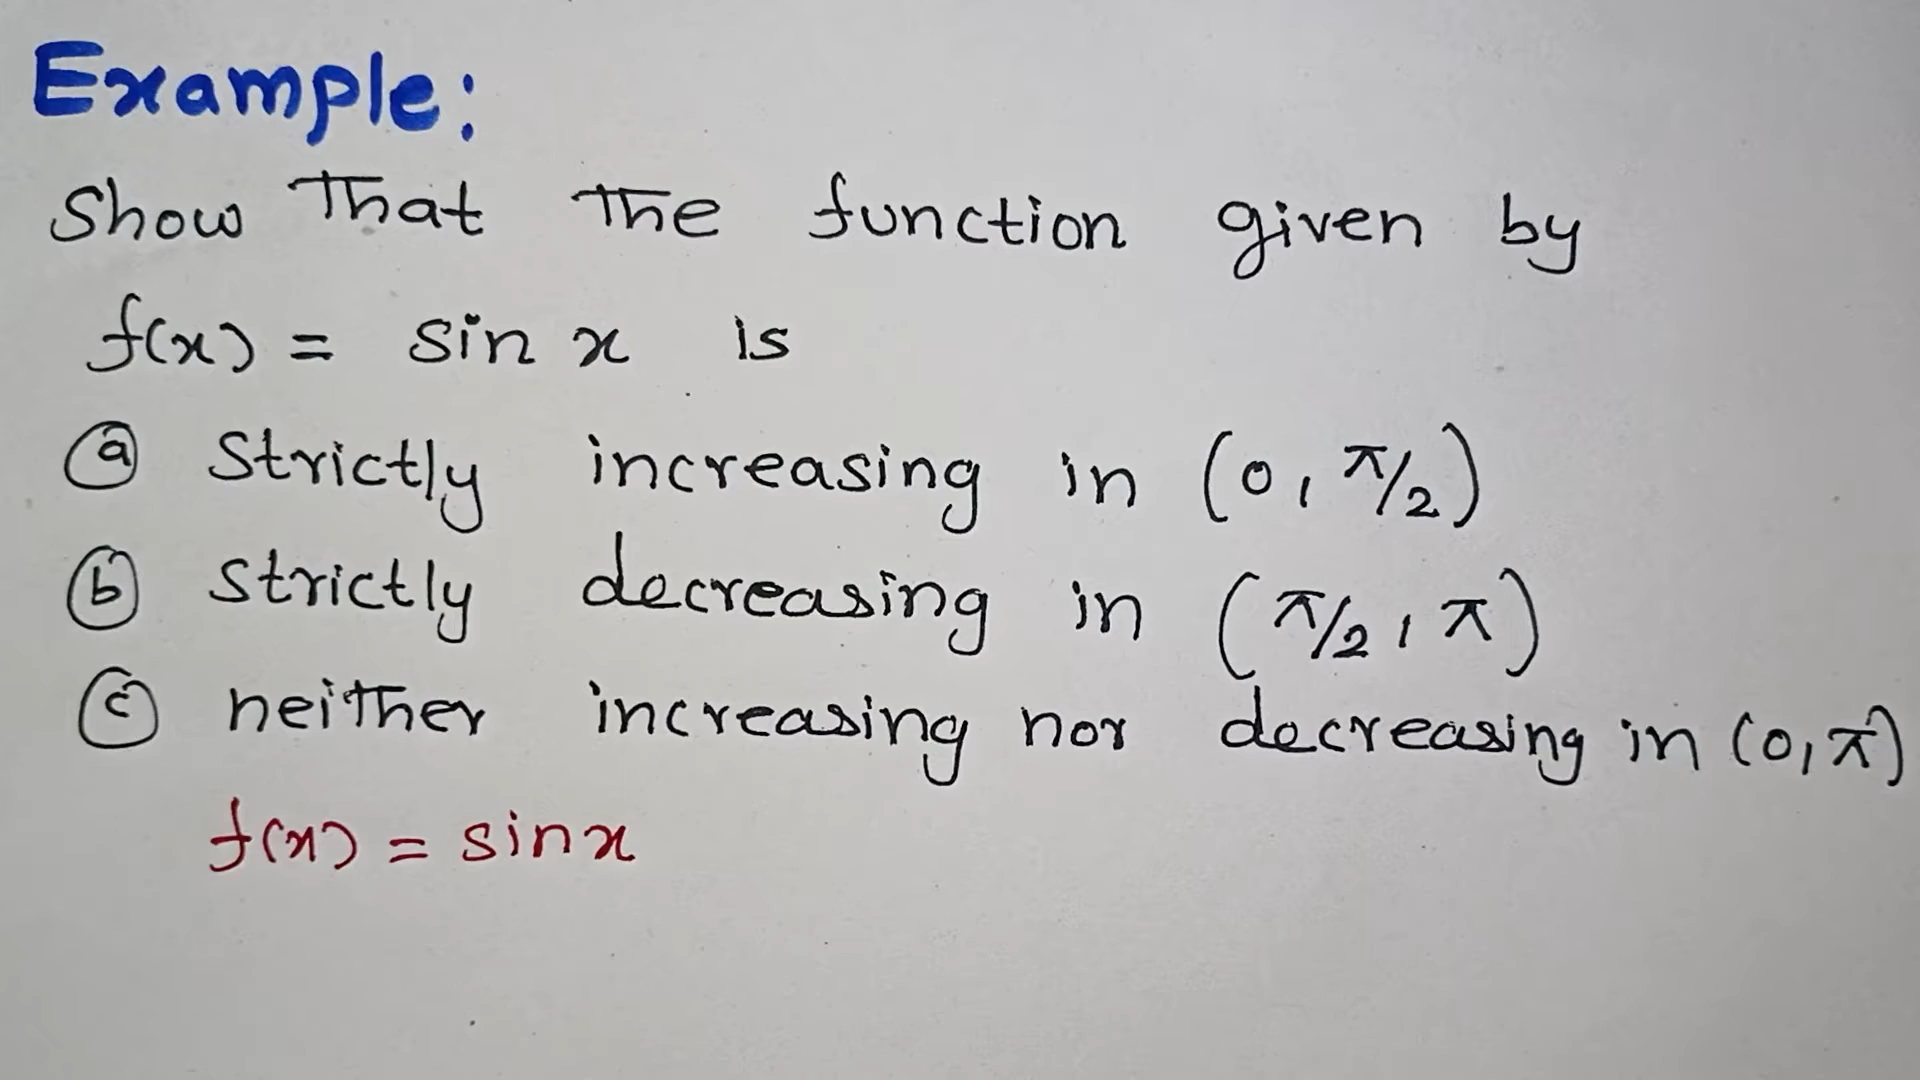 Example:
Show that the function given by
f(x) = sin x is
ⓐ strictly increasing in (0, π/2)
ⓑ strictly decreasing in (π/2, π)
ⓒ neither increasing nor decreasing in (0, π)
f(x) = sin x